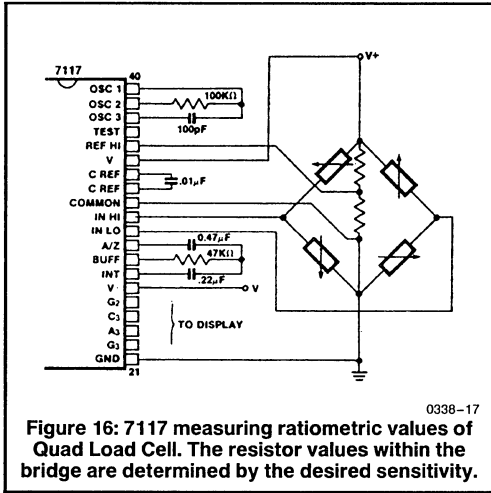 7117
40
V+
OSC 1
OSC 2
100KΩ
OSC 3
100pF
TEST
REF HI
V
C REF
.01μF
C REF
COMMON
IN HI
IN LO
A/Z
0.47μF
BUFF
47KΩ
INT
.22μF
V
V
G2
C3
TO DISPLAY
A3
G3
GND
21
0338–17
Figure 16: 7117 measuring ratiometric values of
Quad Load Cell. The resistor values within the
bridge are determined by the desired sensitivity.